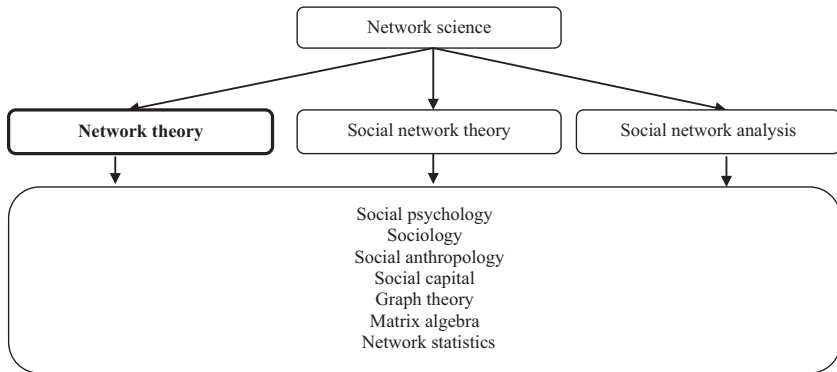 Network science
Network theory
Social network theory
Social network analysis
Social psychology
Sociology
Social anthropology
Social capital
Graph theory
Matrix algebra
Network statistics